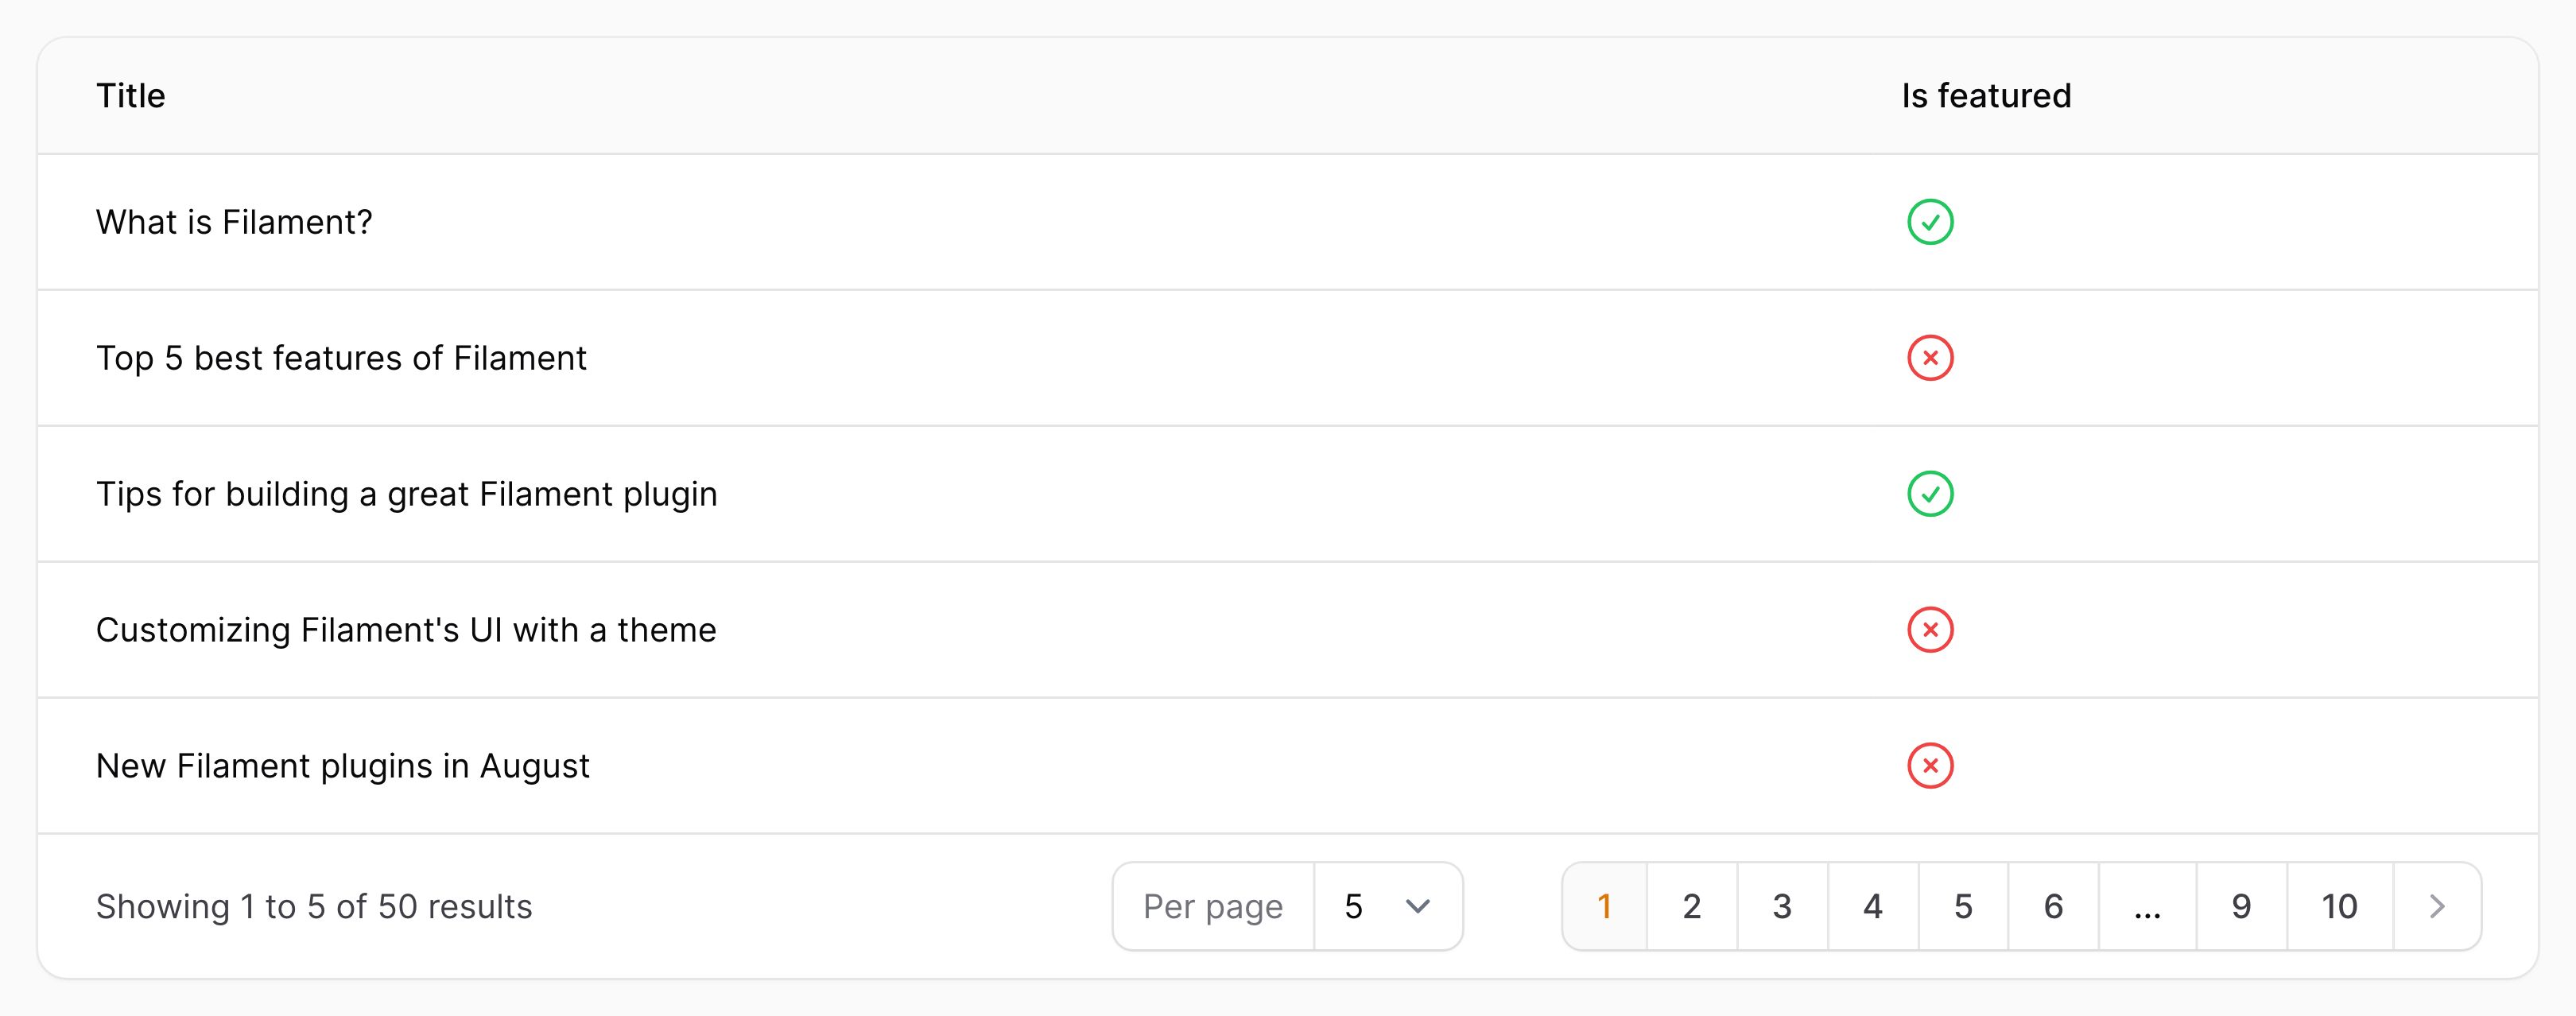 Title Is featured
What is Filament?
Top 5 best features of Filament
Tips for building a great Filament plugin
Customizing Filament's UI with a theme
New Filament plugins in August
Showing 1 to 5 of 50 results Per page 5 1 2 3 4 5 6 ... 9 10